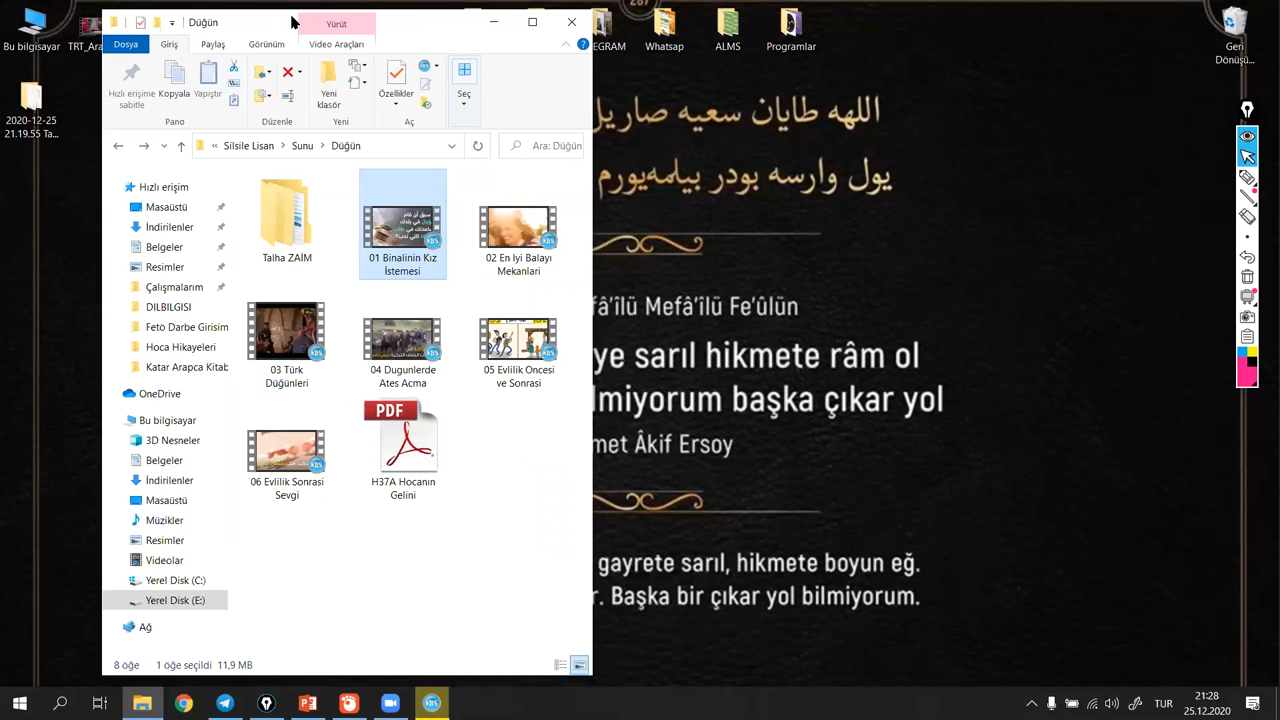 Bu bilgisayar
TRT_Ara
2020-12-25
21.19.55 Ta...
Düğün
Yürüt
Dosya
Giriş
Paylaş
Görünüm
Video Araçları
Hızlı erişime
sabitle
Kopyala
Yapıştır
Pano
Düzenle
Yeni
klasör
Yeni
Özellikler
Aç
Seç
« Silsile Lisan > Sunu > Düğün
Ara: Düğün
Hızlı erişim
Masaüstü
İndirilenler
Belgeler
Resimler
Çalışmalarım
DILBILGISI
Fetö Darbe Girisim
Hoca Hikayeleri
Katar Arapca Kitab
OneDrive
Bu bilgisayar
3D Nesneler
Belgeler
İndirilenler
Masaüstü
Müzikler
Resimler
Videolar
Yerel Disk (C:)
Yerel Disk (E:)
Ağ
Talha ZAİM
01 Binalinin Kız
İstemesi
02 En Iyi Balayı
Mekanlari
03 Türk
Düğünleri
04 Dugunlerde
Ates Acma
05 Evlilik Oncesi
ve Sonrasi
06 Evlilik Sonrasi
Sevgi
PDF
H37A Hocanın
Gelini
8 öğe
1 öğe seçildi 11,9 MB
EGRAM
Whatsap
ALMS
Programlar
Geri
Dönüşü...
287
اللهه طايان سعيه صاريل
يول وارسه بودر بيلمه‌يورم
fâ'îlü Mefâ'îlü Fe'ûlün
ye sarıl hikmete râm ol
lmiyorum başka çıkar yol
met Âkif Ersoy
gayrete sarıl, hikmete boyun eğ.
r. Başka bir çıkar yol bilmiyorum.
TUR
21:28
25.12.2020